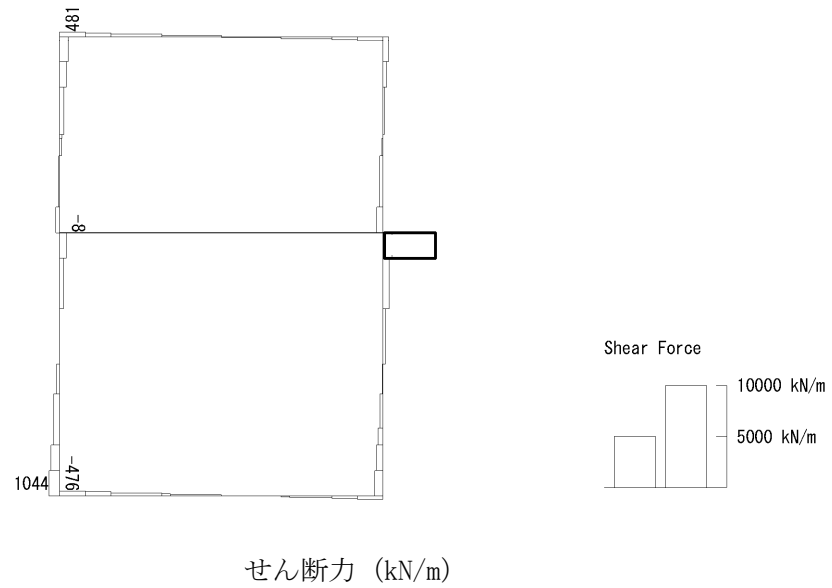 481
-8
Shear Force
10000 kN/m
5000 kN/m
-476
1044
せん断力 (kN/m)